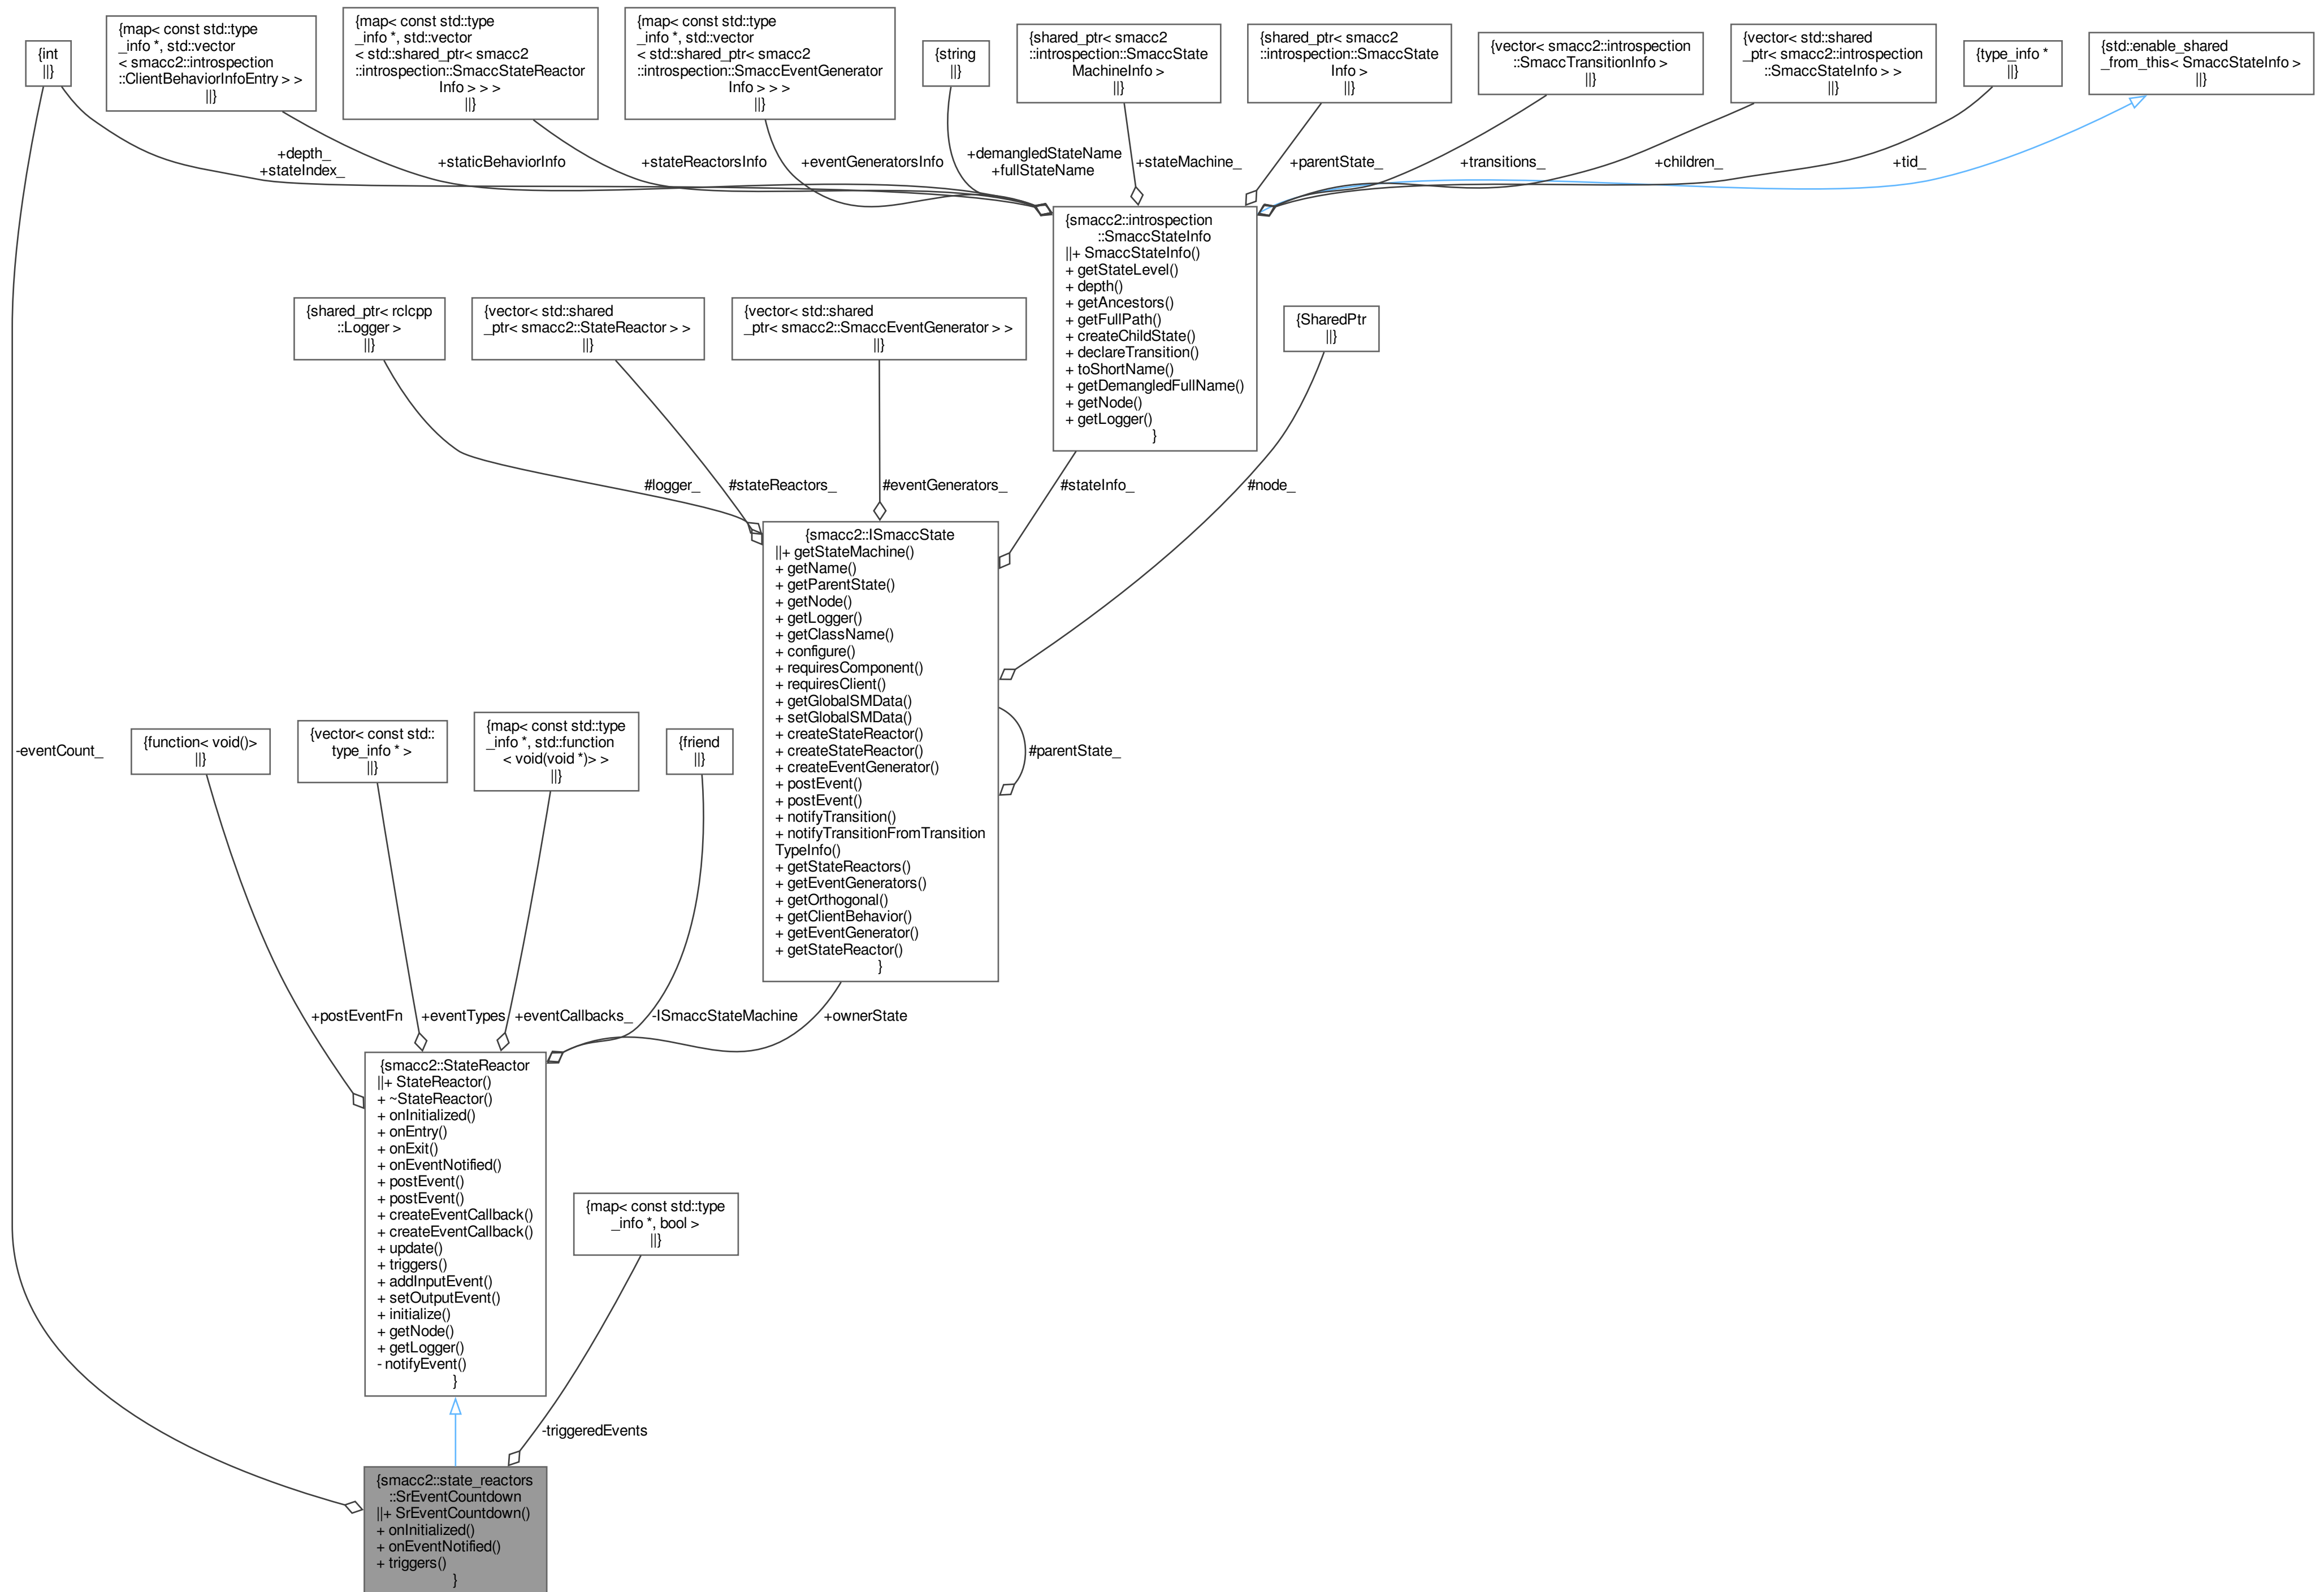 {int
||}
{map< const std::type
_info *, std::vector
< smacc2::introspection
::ClientBehaviorInfoEntry > >
||}
{map< const std::type
_info *, std::vector
< std::shared_ptr< smacc2
::introspection::SmaccStateReactor
Info > > >
||}
{map< const std::type
_info *, std::vector
< std::shared_ptr< smacc2
::introspection::SmaccEventGenerator
Info > > >
||}
{string
||}
{shared_ptr< smacc2
::introspection::SmaccState
MachineInfo >
||}
{shared_ptr< smacc2
::introspection::SmaccState
Info >
||}
{vector< smacc2::introspection
::SmaccTransitionInfo >
||}
{vector< std::shared
_ptr< smacc2::introspection
::SmaccStateInfo > >
||}
{type_info *
||}
{std::enable_shared
_from_this< SmaccStateInfo >
||}
+depth_
+stateIndex_
+staticBehaviorInfo
+stateReactorsInfo
+eventGeneratorsInfo
+demangledStateName
+fullStateName
+stateMachine_
+parentState_
+transitions_
+children_
+tid_
{smacc2::introspection
::SmaccStateInfo
||+ SmaccStateInfo()
+ getStateLevel()
+ depth()
+ getAncestors()
+ getFullPath()
+ createChildState()
+ declareTransition()
+ toShortName()
+ getDemangledFullName()
+ getNode()
+ getLogger()
}
{shared_ptr< rclcpp
::Logger >
||}
{vector< std::shared
_ptr< smacc2::StateReactor > >
||}
{vector< std::shared
_ptr< smacc2::SmaccEventGenerator > >
||}
{SharedPtr
||}
#logger_
#stateReactors_
#eventGenerators_
#stateInfo_
#node_
{smacc2::ISmaccState
||+ getStateMachine()
+ getName()
+ getParentState()
+ getNode()
+ getLogger()
+ getClassName()
+ configure()
+ requiresComponent()
+ requiresClient()
+ getGlobalSMData()
+ setGlobalSMData()
+ createStateReactor()
+ createStateReactor()
+ createEventGenerator()
+ postEvent()
+ postEvent()
+ notifyTransition()
+ notifyTransitionFromTransition
TypeInfo()
+ getStateReactors()
+ getEventGenerators()
+ getOrthogonal()
+ getClientBehavior()
+ getEventGenerator()
+ getStateReactor()
}
#parentState_
-eventCount_
{function< void()>
||}
{vector< const std::
type_info * >
||}
{map< const std::type
_info *, std::function
< void(void *)> >
||}
{friend
||}
+postEventFn
+eventTypes
+eventCallbacks_
-ISmaccStateMachine
+ownerState
{smacc2::StateReactor
||+ StateReactor()
+ ~StateReactor()
+ onInitialized()
+ onEntry()
+ onExit()
+ onEventNotified()
+ postEvent()
+ postEvent()
+ createEventCallback()
+ createEventCallback()
+ update()
+ triggers()
+ addInputEvent()
+ setOutputEvent()
+ initialize()
+ getNode()
+ getLogger()
- notifyEvent()
}
{map< const std::type
_info *, bool >
||}
-triggeredEvents
{smacc2::state_reactors
::SrEventCountdown
||+ SrEventCountdown()
+ onInitialized()
+ onEventNotified()
+ triggers()
}